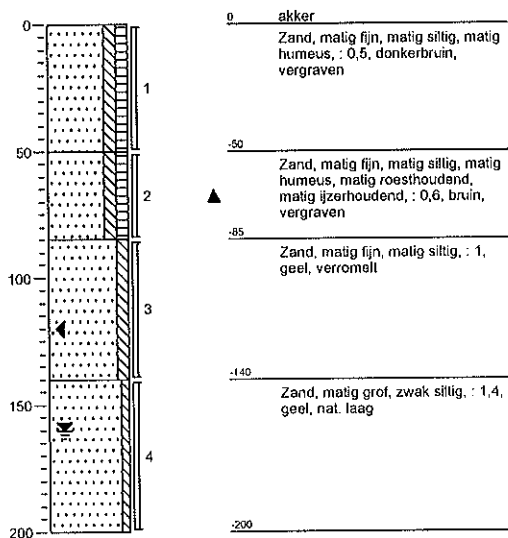 0
50
100
150
200
1
2
3
4
0 akker
Zand, matig fijn, matig siltig, matig
humeus, : 0,5, donkerbruin,
vergraven
-50
Zand, matig fijn, matig siltig, matig
humeus, matig roesthoudend,
matig ijzerhoudend, : 0,6, bruin,
vergraven
-85
Zand, matig fijn, matig siltig, : 1,
geel, verromelt
-140
Zand, matig grof, zwak siltig, : 1,4,
geel, nat. laag
-200